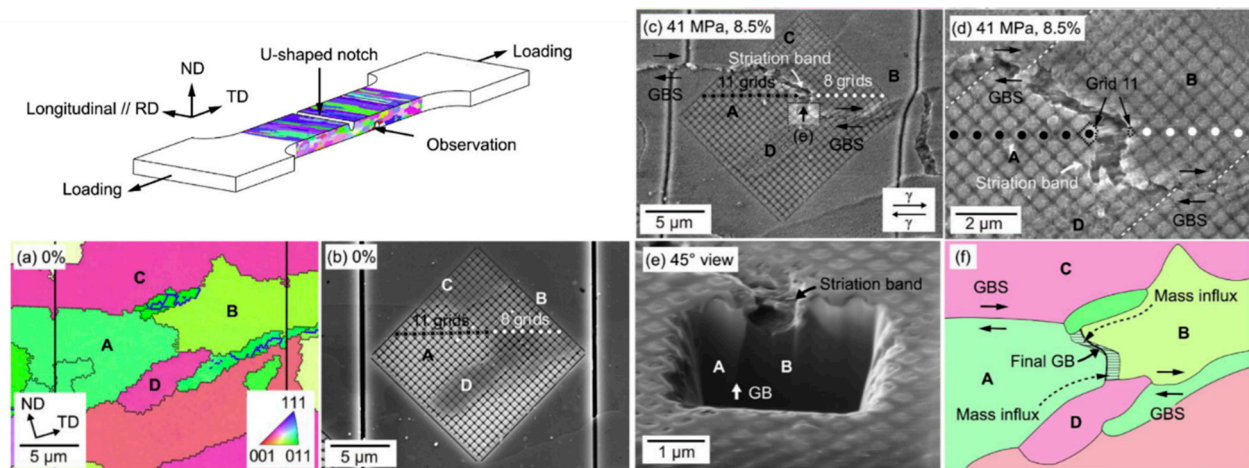 ND
TD
Longitudinal // RD
U-shaped notch
Loading
Observation
Loading
(a) 0%
C
B
A
D
ND
TD
5 μm
111
001 011
(b) 0%
C
B
11 grids
8 grids
A
D
5 μm
(c) 41 MPa, 8.5%
C
Striation band
B
11 grids
8 grids
GBS
A
(e)
GBS
D
5 μm
γ
γ
(d) 41 MPa, 8.5%
B
GBS
Grid 11
A
Striation band
GBS
D
2 μm
(e) 45° view
Striation band
A
B
GB
1 μm
(f)
C
GBS
Mass influx
B
Final GB
A
Mass influx
GBS
D